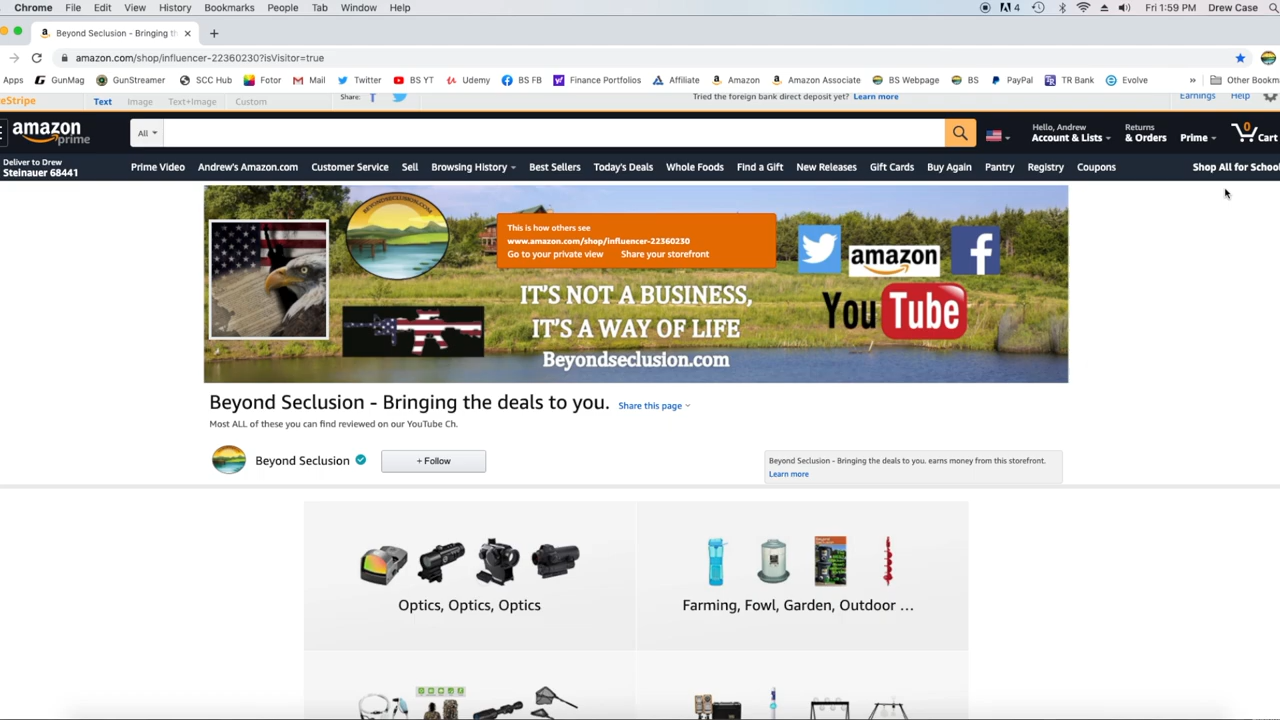 Chrome File Edit View History Bookmarks People Tab Window Help 4 Fri 1:59 PM Drew Case
Beyond Seclusion - Bringing th
amazon.com/shop/influencer-22360230?isVisitor=true
Apps GunMag GunStreamer SCC Hub Fotor Mail Twitter BS YT Udemy BS FB Finance Portfolios Affiliate Amazon Amazon Associate BS Webpage BS PayPal TR Bank Evolve » Other Bookm
eStripe Text Image Text+Image Custom Share: Tried the foreign bank direct deposit yet? Learn more Earnings Help
amazon prime All Hello, Andrew Account & Lists Returns & Orders Prime 0 Cart
Deliver to Drew
Steinauer 68441
Prime Video Andrew's Amazon.com Customer Service Sell Browsing History Best Sellers Today's Deals Whole Foods Find a Gift New Releases Gift Cards Buy Again Pantry Registry Coupons Shop All for School
BEYONDSECLUSION.COM
This is how others see
www.amazon.com/shop/influencer-22360230
Go to your private view Share your storefront
amazon
IT'S NOT A BUSINESS,
IT'S A WAY OF LIFE
Beyondseclusion.com
YouTube
Beyond Seclusion - Bringing the deals to you. Share this page
Most ALL of these you can find reviewed on our YouTube Ch.
Beyond Seclusion + Follow
Beyond Seclusion - Bringing the deals to you. earns money from this storefront.
Learn more
Optics, Optics, Optics
Farming, Fowl, Garden, Outdoor ...